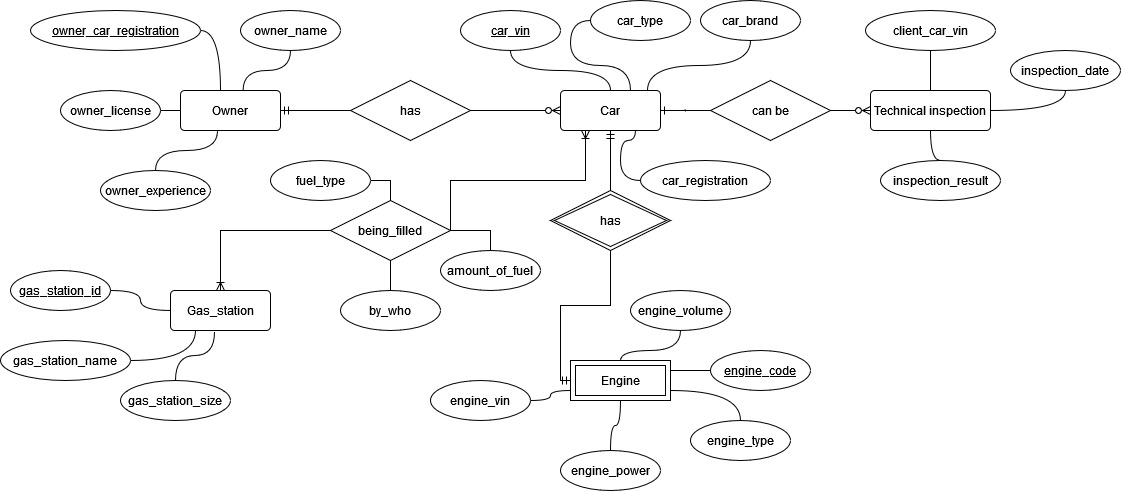 owner_car_registration
owner_name
car_vin
car_type
car_brand
client_car_vin
inspection_date
owner_license
Owner
has
Car
can be
Technical inspection
owner_experience
fuel_type
car_registration
inspection_result
being_filled
has
amount_of_fuel
gas_station_id
Gas_station
by_who
engine_volume
gas_station_name
engine_code
Engine
gas_station_size
engine_vin
engine_type
engine_power